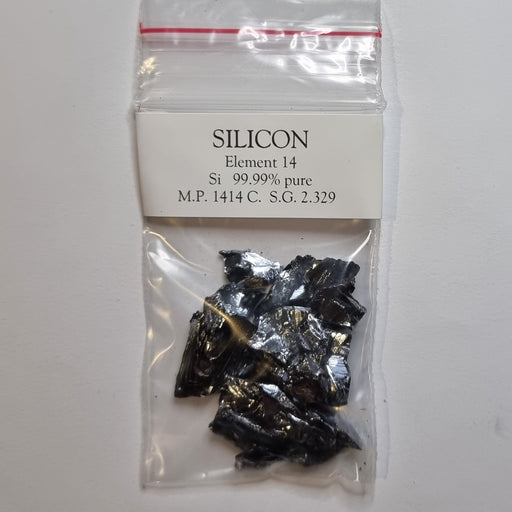 SILICON
Element 14
Si 99.99% pure
M.P. 1414 C. S.G. 2.329